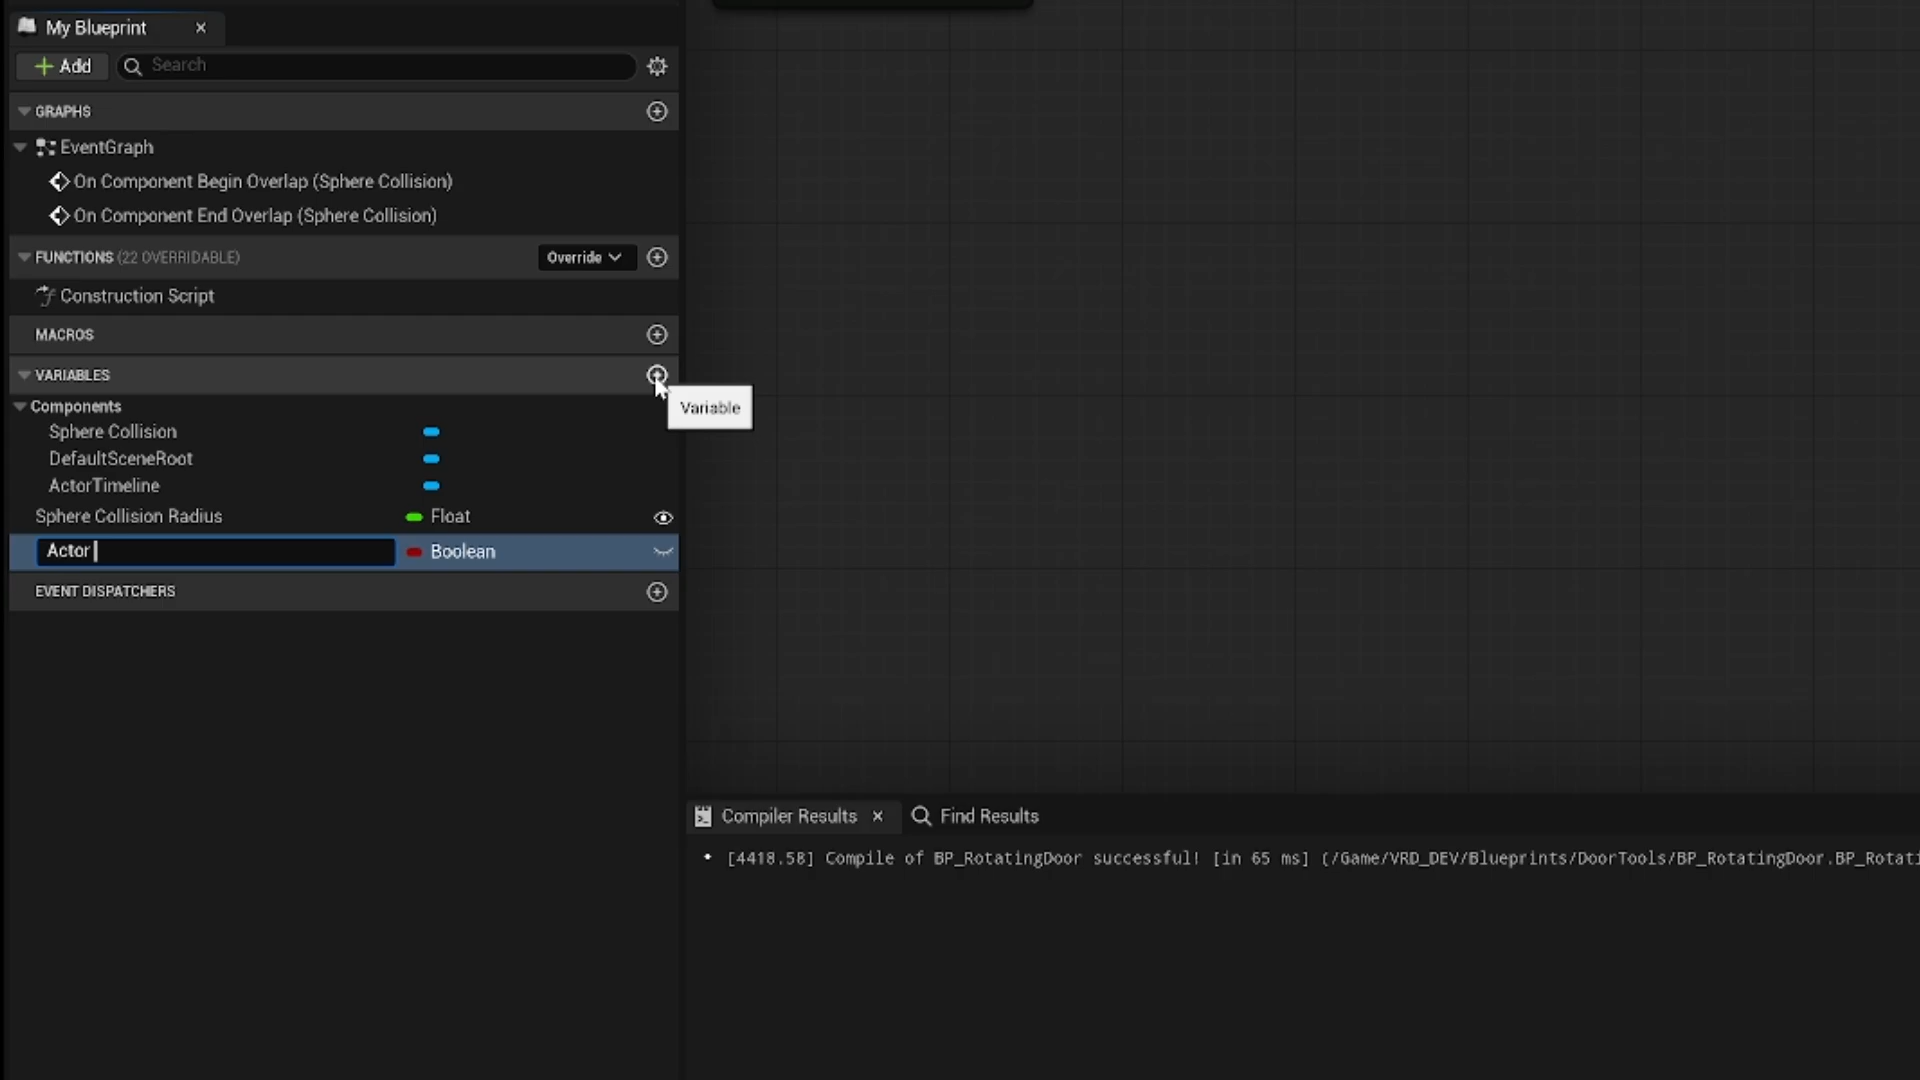 My Blueprint
Add
Search
GRAPHS
EventGraph
On Component Begin Overlap (Sphere Collision)
On Component End Overlap (Sphere Collision)
FUNCTIONS (22 OVERRIDABLE)
Override
Construction Script
MACROS
VARIABLES
Variable
Components
Sphere Collision
DefaultSceneRoot
ActorTimeline
Sphere Collision Radius Float
Actor Boolean
EVENT DISPATCHERS
Compiler Results
Find Results
[4418.58] Compile of BP_RotatingDoor successful! [in 65 ms] (/Game/VRD_DEV/Blueprints/DoorTools/BP_RotatingDoor.BP_Rotati